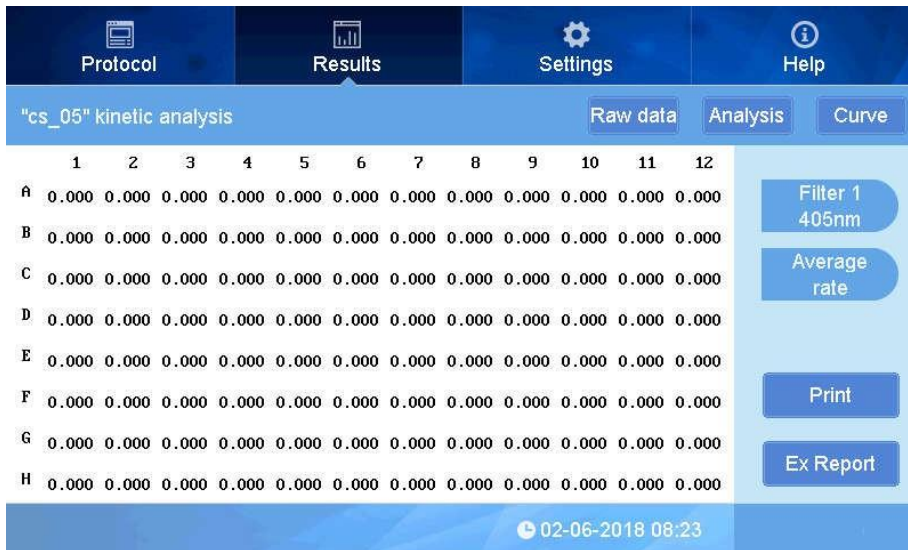 Protocol Results Settings Help
"cs_05" kinetic analysis Raw data Analysis Curve
1 2 3 4 5 6 7 8 9 10 11 12
A 0.000 0.000 0.000 0.000 0.000 0.000 0.000 0.000 0.000 0.000 0.000 0.000
B 0.000 0.000 0.000 0.000 0.000 0.000 0.000 0.000 0.000 0.000 0.000 0.000
C 0.000 0.000 0.000 0.000 0.000 0.000 0.000 0.000 0.000 0.000 0.000 0.000
D 0.000 0.000 0.000 0.000 0.000 0.000 0.000 0.000 0.000 0.000 0.000 0.000
E 0.000 0.000 0.000 0.000 0.000 0.000 0.000 0.000 0.000 0.000 0.000 0.000
F 0.000 0.000 0.000 0.000 0.000 0.000 0.000 0.000 0.000 0.000 0.000 0.000
G 0.000 0.000 0.000 0.000 0.000 0.000 0.000 0.000 0.000 0.000 0.000 0.000
H 0.000 0.000 0.000 0.000 0.000 0.000 0.000 0.000 0.000 0.000 0.000 0.000
Filter 1
405nm
Average
rate
Print
Ex Report
02-06-2018 08:23